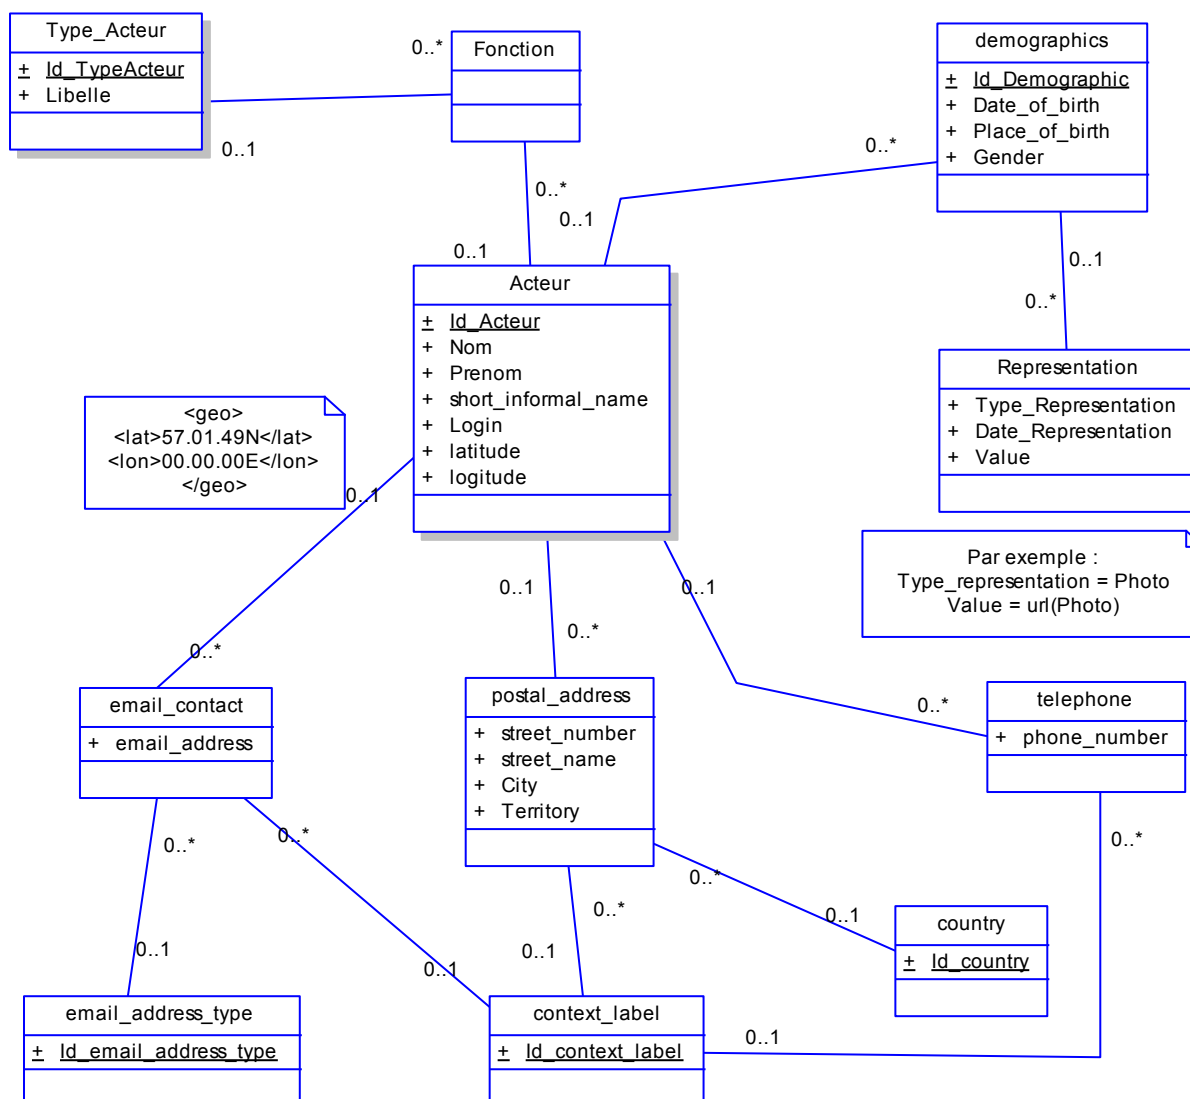 Type_Acteur
+ Id_TypeActeur
+ Libelle
0..*
0..1
Fonction
0..*
0..1
demographics
+ Id_Demographic
+ Date_of_birth
+ Place_of_birth
+ Gender
0..*
0..1
0..1
0..*
Acteur
+ Id_Acteur
+ Nom
+ Prenom
+ short_informal_name
+ Login
+ latitude
+ logitude
Representation
+ Type_Representation
+ Date_Representation
+ Value
<geo>
<lat>57.01.49N</lat>
<lon>00.00.00E</lon>
</geo>
0..1
Par exemple :
Type_representation = Photo
Value = url(Photo)
0..1
0..1
0..*
0..*
0..*
email_contact
+ email_address
postal_address
+ street_number
+ street_name
+ City
+ Territory
telephone
+ phone_number
0..*
0..*
0..*
0..*
0..*
0..1
0..1
0..1
0..1
country
+ Id_country
email_address_type
+ Id_email_address_type
context_label
+ Id_context_label
0..1